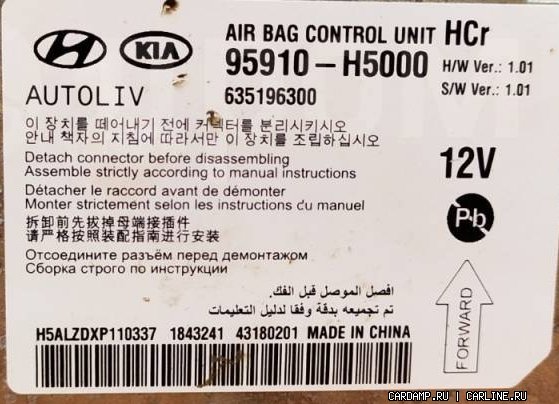 AIR BAG CONTROL UNIT HCr
HYUNDAI KIA 95910-H5000 H/W Ver.: 1.01
AUTOLIV 635196300 S/W Ver.: 1.01
이 장치를 떼어내기 전에 커넥터를 분리시키시오
안내 책자의 지침에 따라서만 이 장치를 조립하십시오
Detach connector before disassembling
Assemble strictly according to manual instructions
12V
Détacher le raccord avant de démonter
Monter strictement selon les instructions du manuel
Pb
拆卸前先拔掉母端接插件
请严格按照装配指南进行安装
Отсоедините разъём перед демонтажом
Сборка строго по инструкции
افصل الموصل قبل الفك.
تم تجميعه بدقة وفقا لدليل التعليمات
FORWARD
H5ALZDXP110337 1843241 43180201 MADE IN CHINA
CARDAMP.RU | CARLINE.RU